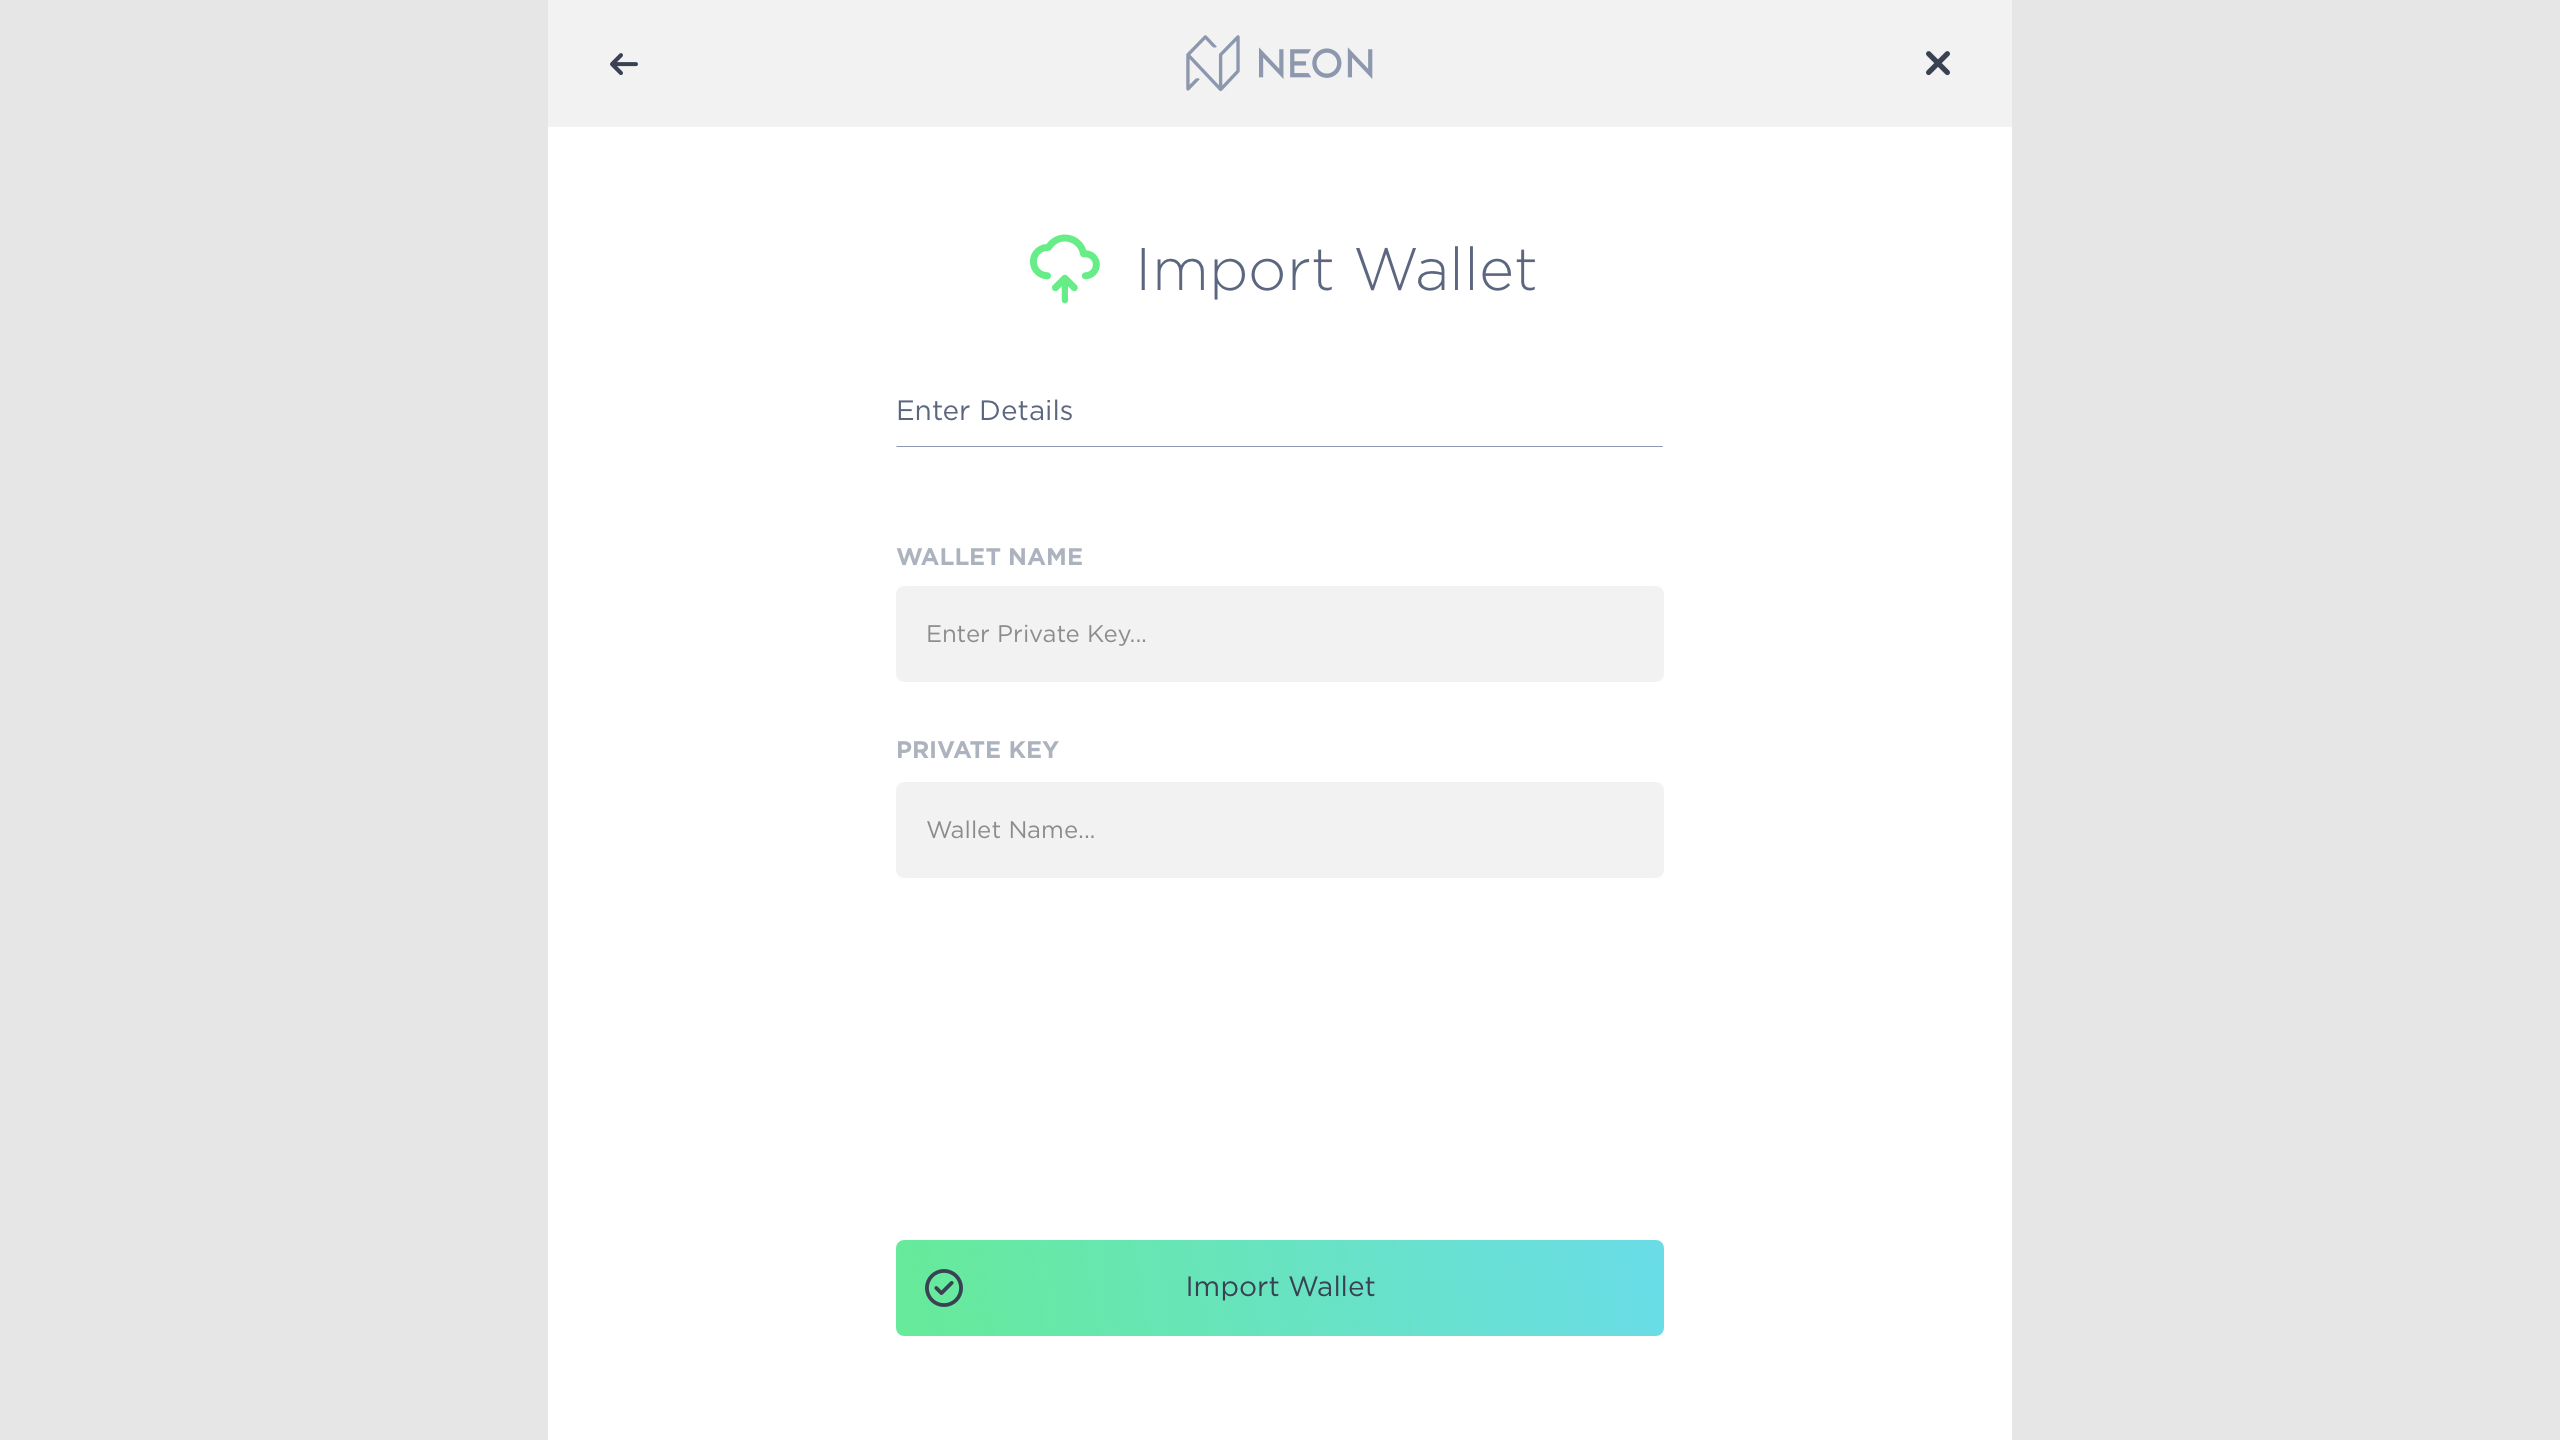 NEON
Import Wallet
Enter Details
WALLET NAME
Enter Private Key...
PRIVATE KEY
Wallet Name...
Import Wallet